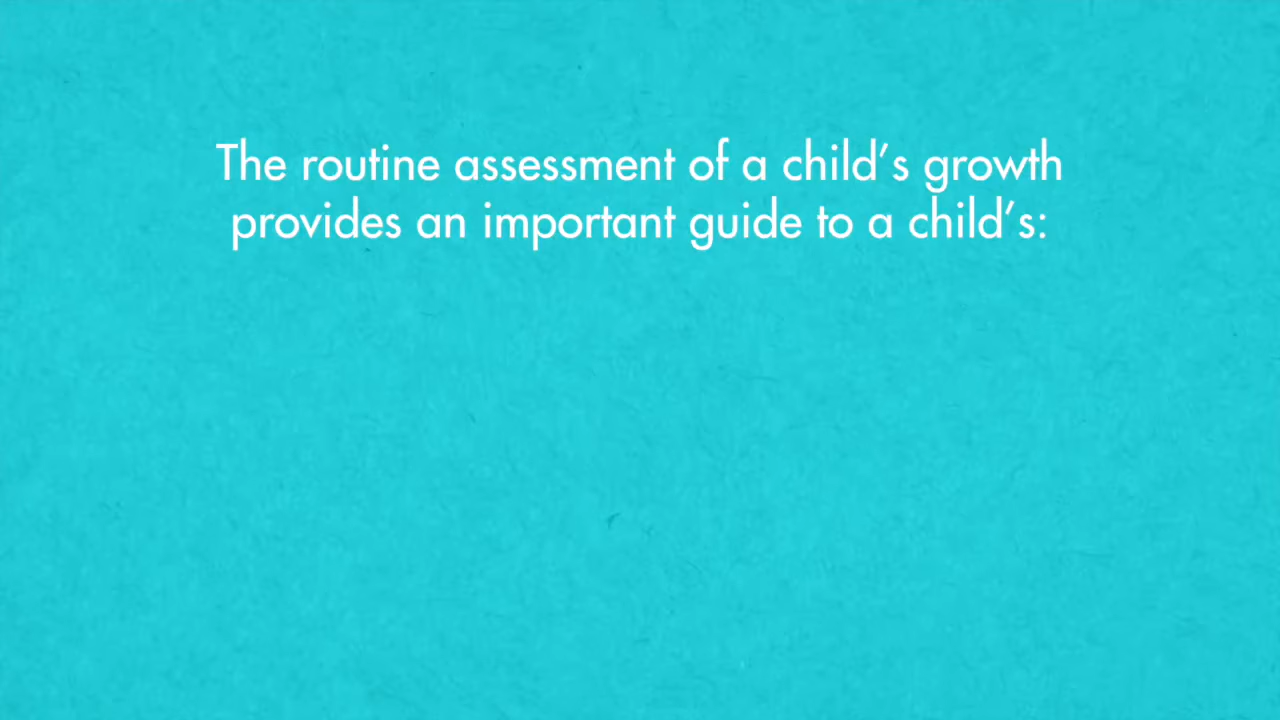 The routine assessment of a child’s growth
provides an important guide to a child’s: